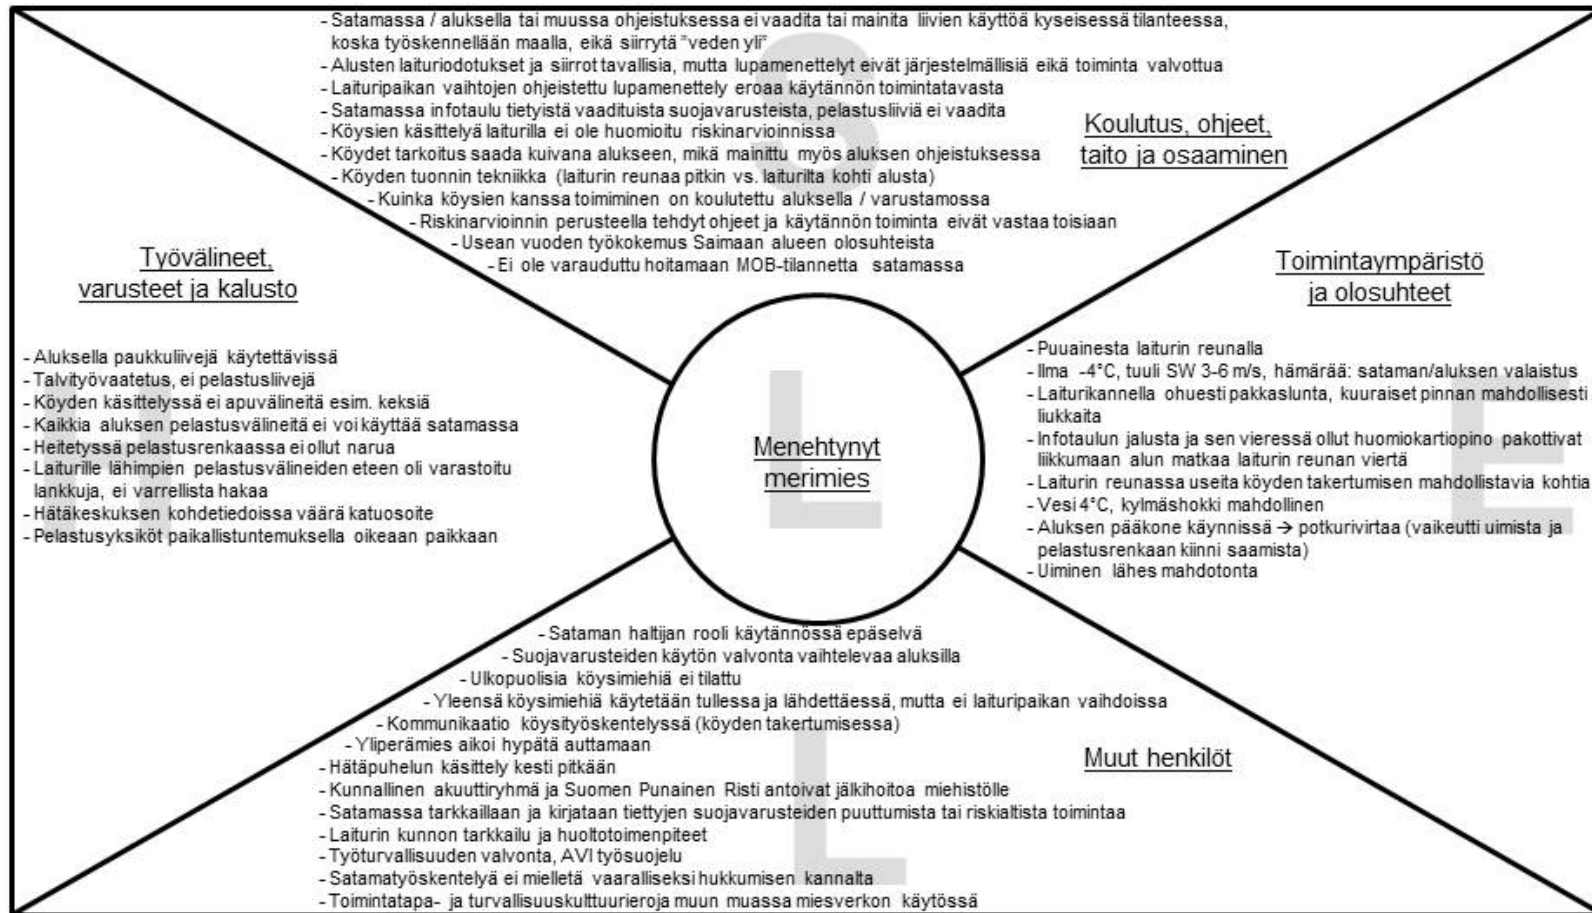 S
- Satamassa / aluksella tai muussa ohjeistuksessa ei vaadita tai mainita liivien käyttöä kyseisessä tilanteessa,
koska työskennellään maalla, eikä siirrytä "veden yli"
- Alusten laituriodotukset ja siirrot tavallisia, mutta lupamenettelyt eivät järjestelmällisiä eikä toiminta valvottua
- Laituripaikan vaihtojen ohjeistettu lupamenettely eroaa käytännön toimintatavasta
- Satamassa infotaulu tietyistä vaadituista suojavarusteista, pelastusliiviä ei vaadita
- Köysien käsittelyä laiturilla ei ole huomioitu riskinarvioinnissa
- Köydet tarkoitus saada kuivana alukseen, mikä mainittu myös aluksen ohjeistuksessa
- Köyden tuonnin tekniikka (laiturin reunaa pitkin vs. laiturilta kohti alusta)
- Kuinka köysien kanssa toimiminen on koulutettu aluksella / varustamossa
- Riskinarvioinnin perusteella tehdyt ohjeet ja käytännön toiminta eivät vastaa toisiaan
- Usean vuoden työkokemus Saimaan alueen olosuhteista
- Ei ole varauduttu hoitamaan MOB-tilannetta satamassa
Koulutus, ohjeet,
taito ja osaaminen
Työvälineet,
varusteet ja kalusto
H
- Aluksella paukkuliivejä käytettävissä
- Talvityövaatetus, ei pelastusliivejä
- Köyden käsittelyssä ei apuvälineitä esim. keksiä
- Kaikkia aluksen pelastusvälineitä ei voi käyttää satamassa
- Heitetyssä pelastusrenkaassa ei ollut narua
- Laiturille lähimpien pelastusvälineiden eteen oli varastoitu
lankkuja, ei varrellista hakaa
- Hätäkeskuksen kohdetiedoissa väärä katuosoite
- Pelastusyksiköt paikallistuntemuksella oikeaan paikkaan
L
Menehtynyt
merimies
Toimintaympäristö
ja olosuhteet
E
- Puuainesta laiturin reunalla
- Ilma -4°C, tuuli SW 3-6 m/s, hämärää: sataman/aluksen valaistus
- Laiturikannella ohuesti pakkaslunta, kuuraiset pinnan mahdollisesti
liukkaita
- Infotaulun jalusta ja sen vieressä ollut huomiokartiopino pakottivat
liikkumaan alun matkaa laiturin reunan viertä
- Laiturin reunassa useita köyden takertumisen mahdollistavia kohtia
- Vesi 4°C, kylmäshokki mahdollinen
- Aluksen pääkone käynnissä → potkurivirtaa (vaikeutti uimista ja
pelastusrenkaan kiinni saamista)
- Uiminen lähes mahdotonta
L
- Sataman haltijan rooli käytännössä epäselvä
- Suojavarusteiden käytön valvonta vaihtelevaa aluksilla
- Ulkopuolisia köysimiehiä ei tilattu
- Yleensä köysimiehiä käytetään tullessa ja lähdettäessä, mutta ei laituripaikan vaihdoissa
- Kommunikaatio köysityöskentelyssä (köyden takertumisessa)
- Yliperämies aikoi hypätä auttamaan
- Hätäpuhelun käsittely kesti pitkään
- Kunnallinen akuuttiryhmä ja Suomen Punainen Risti antoivat jälkihoitoa miehistölle
- Satamassa tarkkaillaan ja kirjataan tiettyjen suojavarusteiden puuttumista tai riskialtista toimintaa
- Laiturin kunnon tarkkailu ja huoltotoimenpiteet
- Työturvallisuuden valvonta, AVI työsuojelu
- Satamatyöskentelyä ei mielletä vaaralliseksi hukkumisen kannalta
- Toimintatapa- ja turvallisuuskulttuurieroja muun muassa miesverkon käytössä
Muut henkilöt